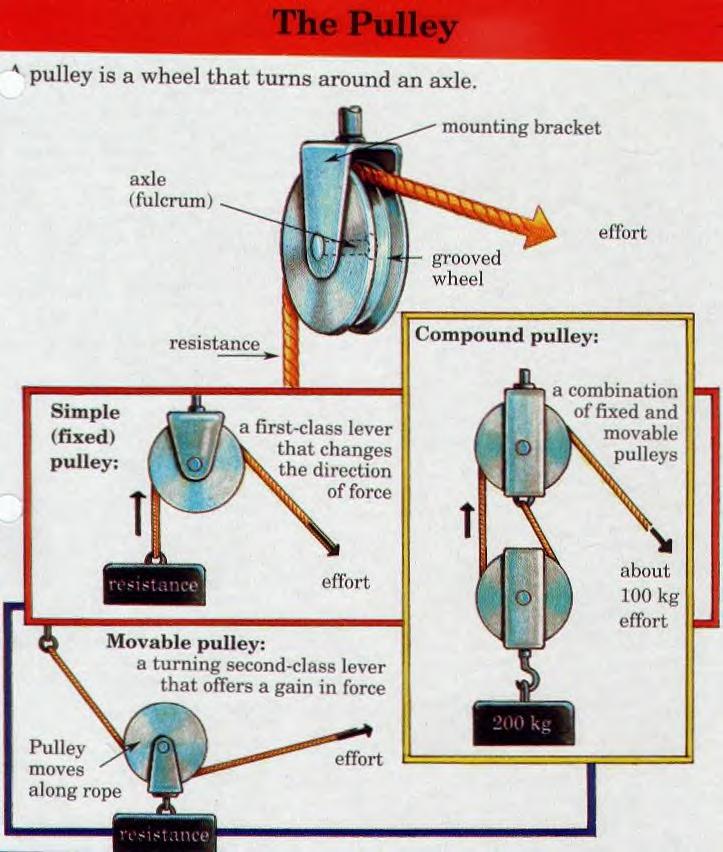 The Pulley
A pulley is a wheel that turns around an axle.
mounting bracket
axle
(fulcrum)
effort
grooved
wheel
resistance
Compound pulley:
a combination
of fixed and
movable
pulleys
about
100 kg
effort
200 kg
Simple
(fixed)
pulley:
a first-class lever
that changes
the direction
of force
resistance
effort
Movable pulley:
a turning second-class lever
that offers a gain in force
Pulley
moves
along rope
effort
resistance